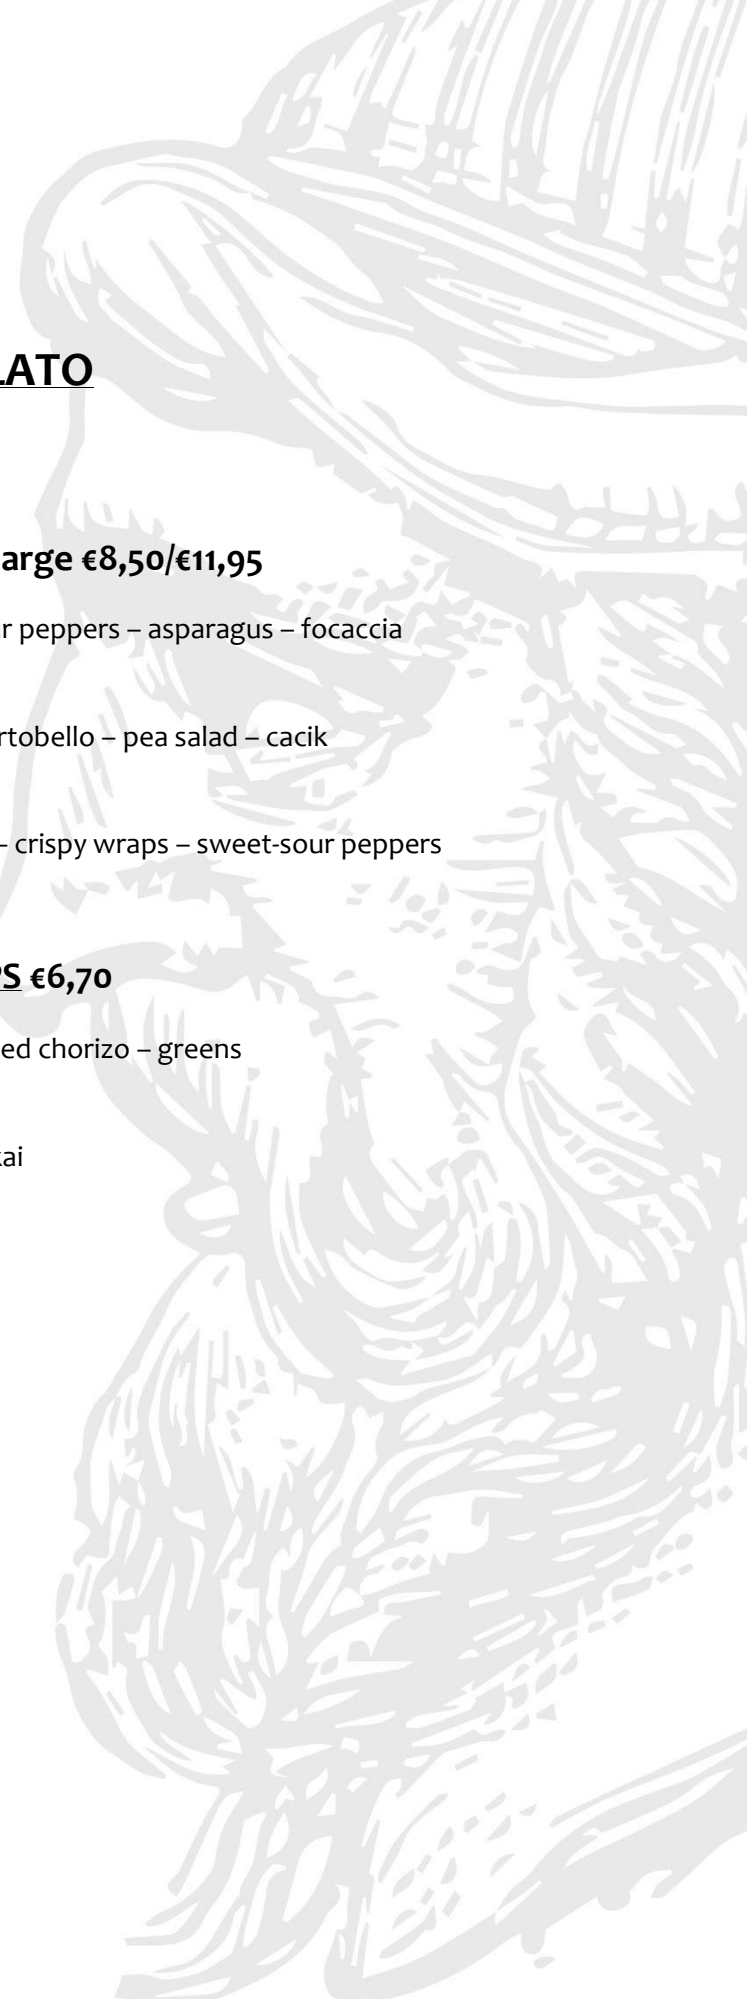 LATO
arge €8,50/€11,95
r peppers – asparagus – focaccia
rtobello – pea salad – cacik
– crispy wraps – sweet-sour peppers
PS €6,70
ed chorizo – greens
kai